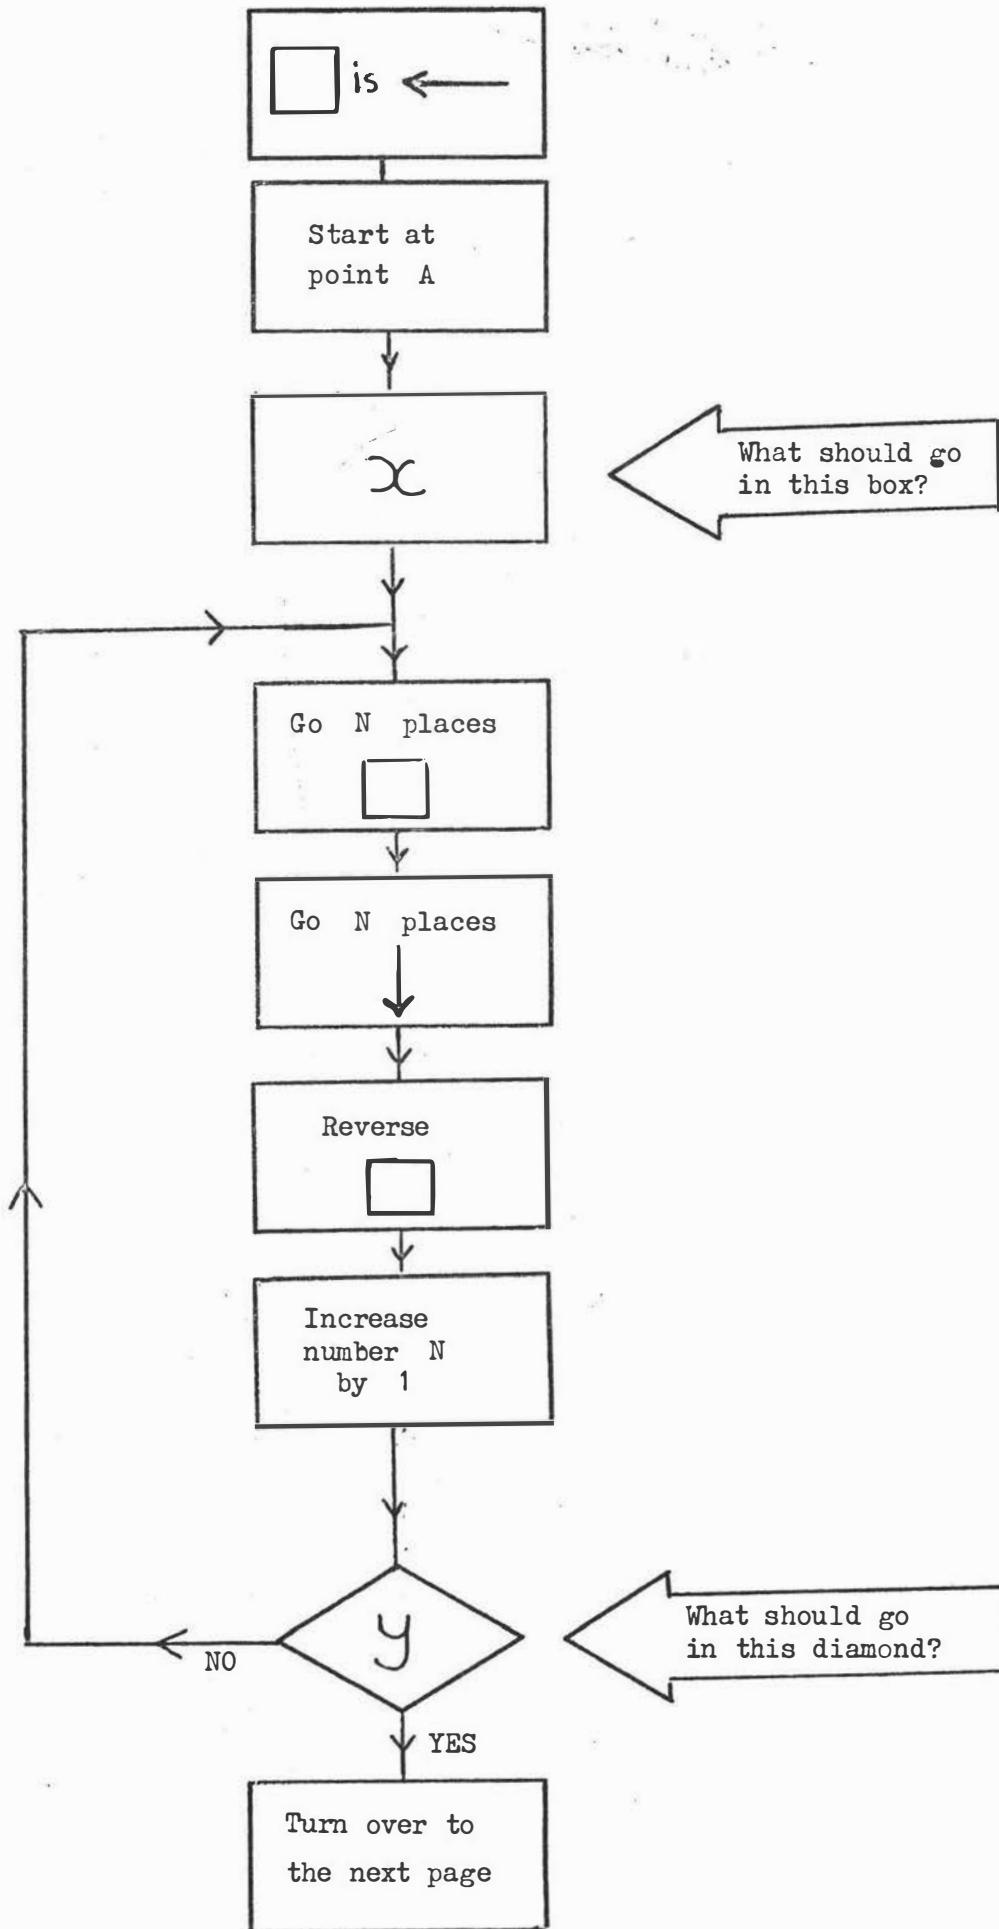 is
Start at
point A
x
What should go
in this box?
Go N places
Go N places
Reverse
Increase
number N
by 1
y
What should go
in this diamond?
NO
YES
Turn over to
the next page